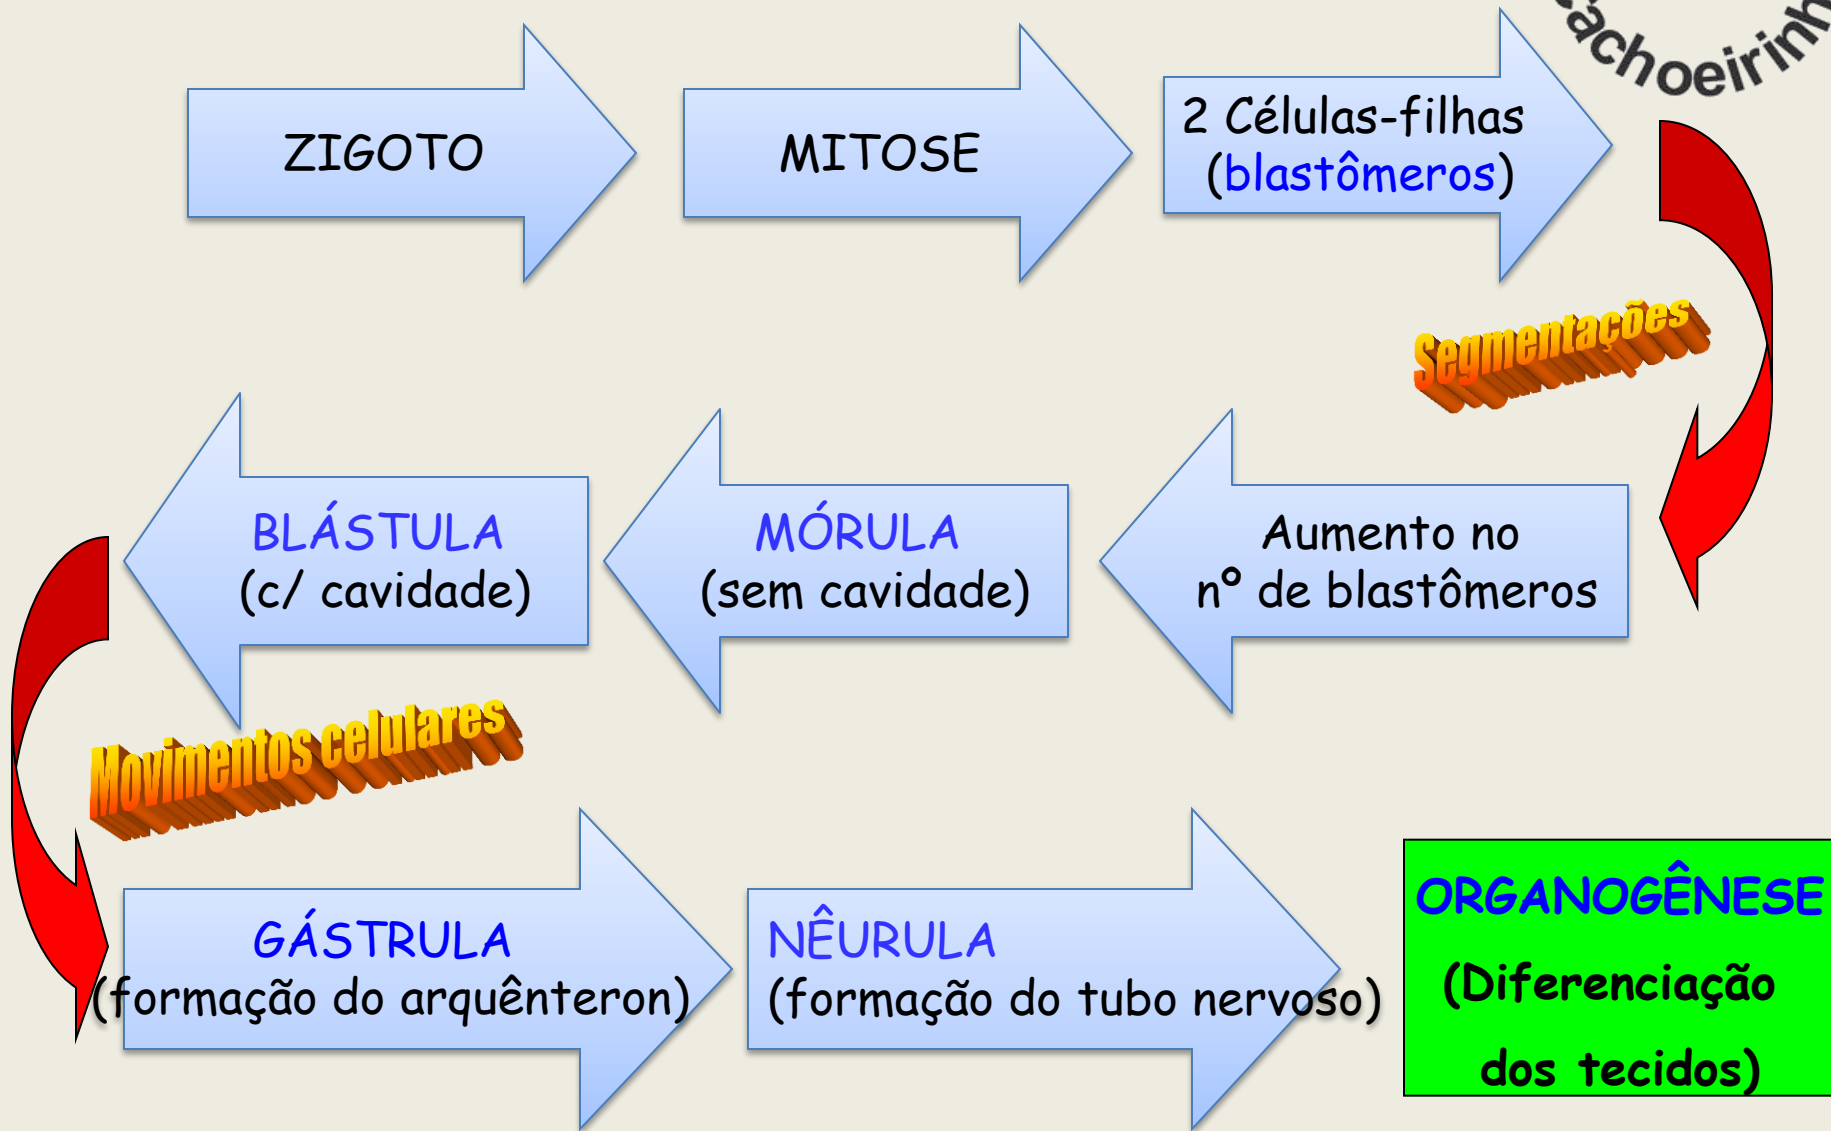 ZIGOTO
MITOSE
2 Células-filhas
(blastômeros)
Segmentações
BLÁSTULA
(c/ cavidade)
MÓRULA
(sem cavidade)
Aumento no
nº de blastômeros
Movimentos celulares
GÁSTRULA
(formação do arquênteron)
NÊURULA
(formação do tubo nervoso)
ORGANOGÊNESE
(Diferenciação
dos tecidos)